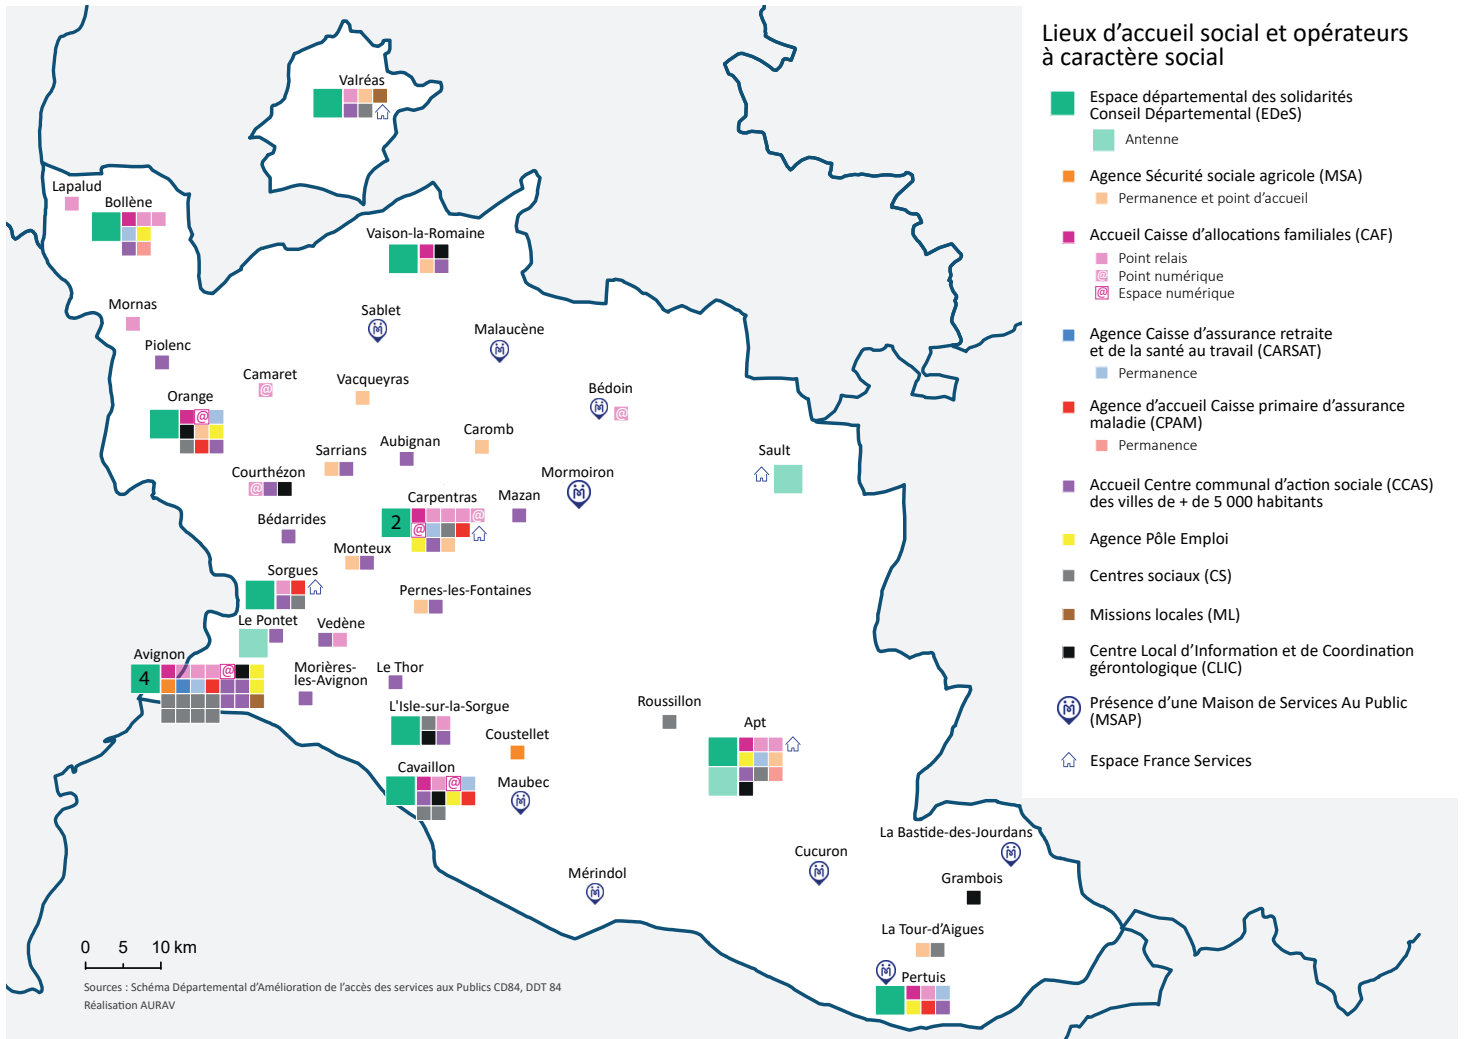 Lieux d’accueil social et opérateurs
à caractère social
Espace départemental des solidarités
Conseil Départemental (EDeS)
Antenne
Agence Sécurité sociale agricole (MSA)
Permanence et point d’accueil
Accueil Caisse d’allocations familiales (CAF)
Point relais
@ Point numérique
@ Espace numérique
Agence Caisse d’assurance retraite
et de la santé au travail (CARSAT)
Permanence
Agence d’accueil Caisse primaire d’assurance
maladie (CPAM)
Permanence
Accueil Centre communal d’action sociale (CCAS)
des villes de + de 5 000 habitants
Agence Pôle Emploi
Centres sociaux (CS)
Missions locales (ML)
Centre Local d’Information et de Coordination
gérontologique (CLIC)
Présence d’une Maison de Services Au Public
(MSAP)
Espace France Services
Valréas
Lapalud
Bollène
Vaison-la-Romaine
Mornas
Sablet
Malaucène
Piolenc
Camaret
@
Vacqueyras
Bédoin
@
Orange
@
Caromb
Aubignan
Sarrians
Sault
Courthézon
@
Mormoiron
Carpentras
2
@
@
Mazan
Bédarrides
Monteux
Sorgues
Pernes-les-Fontaines
Le Pontet
Vedène
Avignon
4
@
Morières-
les-Avignon
Le Thor
L'Isle-sur-la-Sorgue
Roussillon
Apt
Coustellet
Cavaillon
@
Maubec
La Bastide-des-Jourdans
Cucuron
Mérindol
Grambois
La Tour-d’Aigues
Pertuis
0 5 10 km
Sources : Schéma Départemental d’Amélioration de l’accès des services aux Publics CD84, DDT 84
Réalisation AURAV